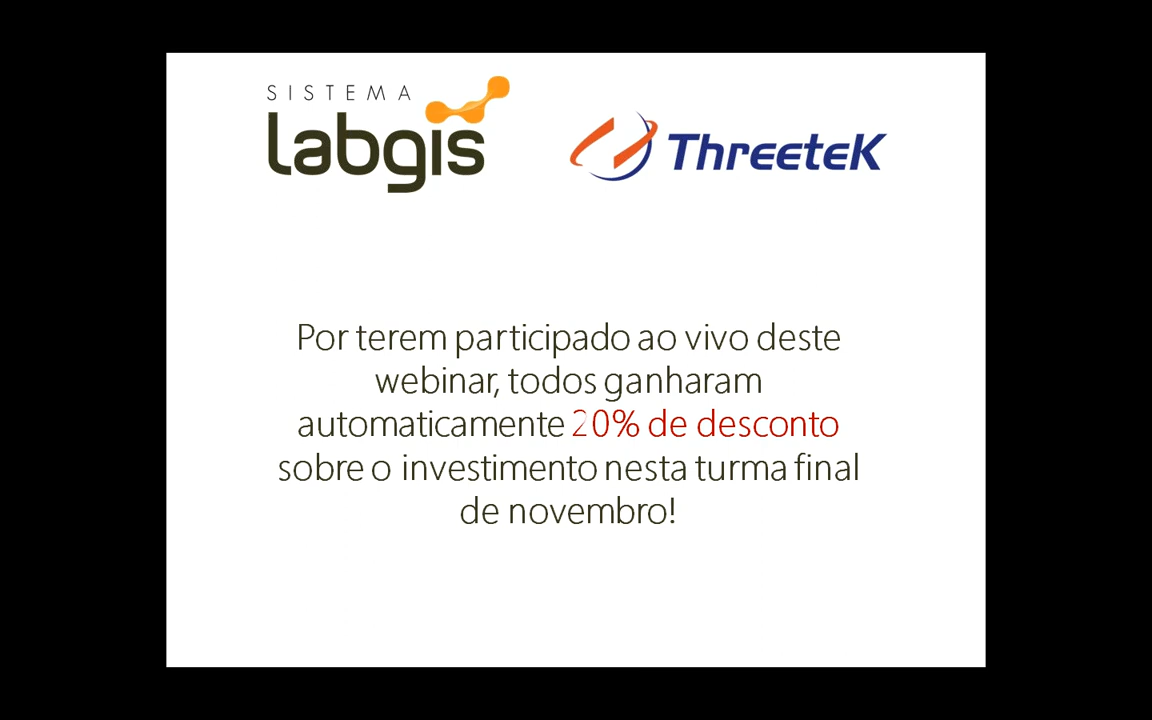 SISTEMA
labgis
Threetek
Por terem participado ao vivo deste
webinar, todos ganharam
automaticamente 20% de desconto
sobre o investimento nesta turma final
de novembro!